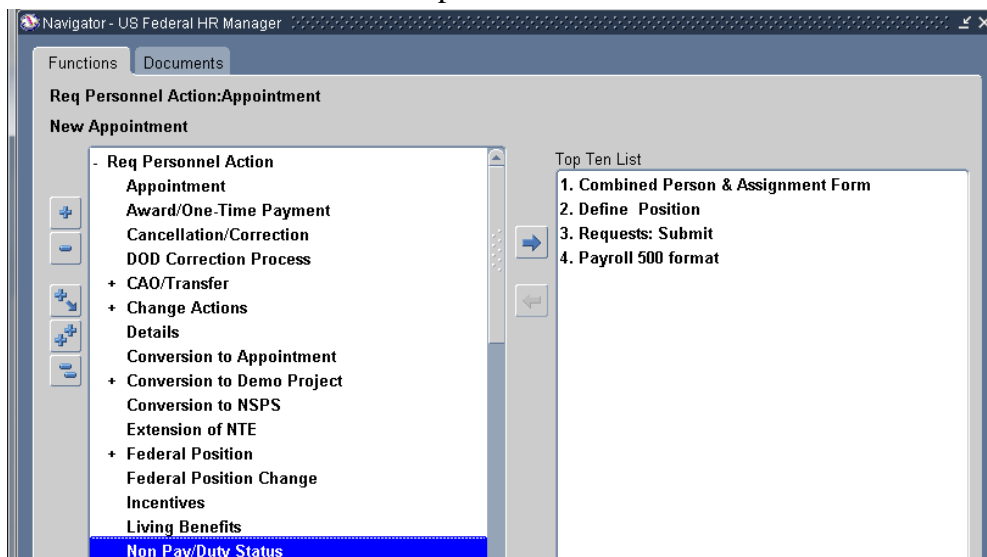 Navigator - US Federal HR Manager
Functions
Documents
Req Personnel Action:Appointment
New Appointment
- Req Personnel Action
Appointment
Award/One-Time Payment
Cancellation/Correction
DOD Correction Process
+ CAO/Transfer
+ Change Actions
Details
Conversion to Appointment
+ Conversion to Demo Project
Conversion to NSPS
Extension of NTE
+ Federal Position
Federal Position Change
Incentives
Living Benefits
Non Pay/Duty Status
Top Ten List
1. Combined Person & Assignment Form
2. Define Position
3. Requests: Submit
4. Payroll 500 format